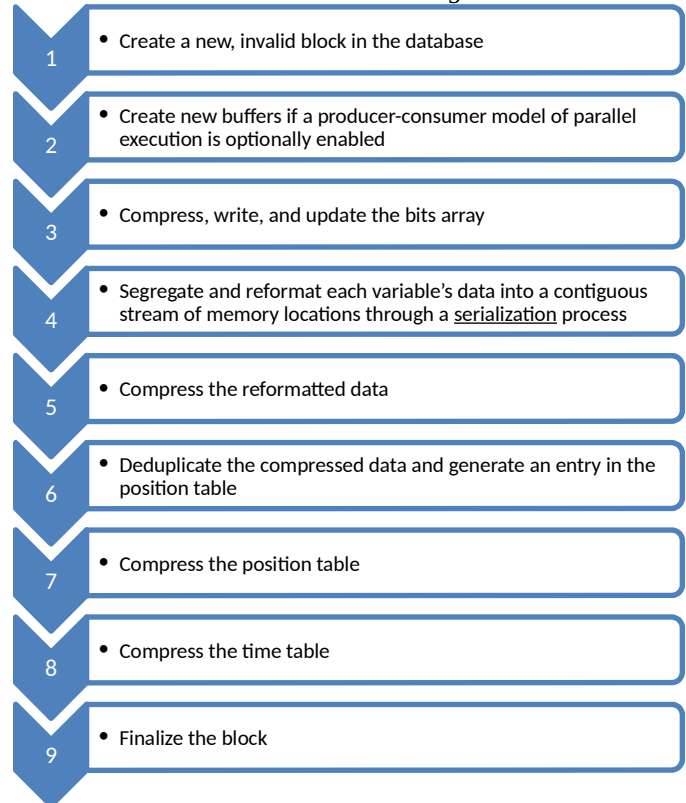 1
• Create a new, invalid block in the database
2
• Create new buffers if a producer-consumer model of parallel
execution is optionally enabled
3
• Compress, write, and update the bits array
4
• Segregate and reformat each variable’s data into a contiguous
stream of memory locations through a serialization process
5
• Compress the reformatted data
6
• Deduplicate the compressed data and generate an entry in the
position table
7
• Compress the position table
8
• Compress the time table
9
• Finalize the block